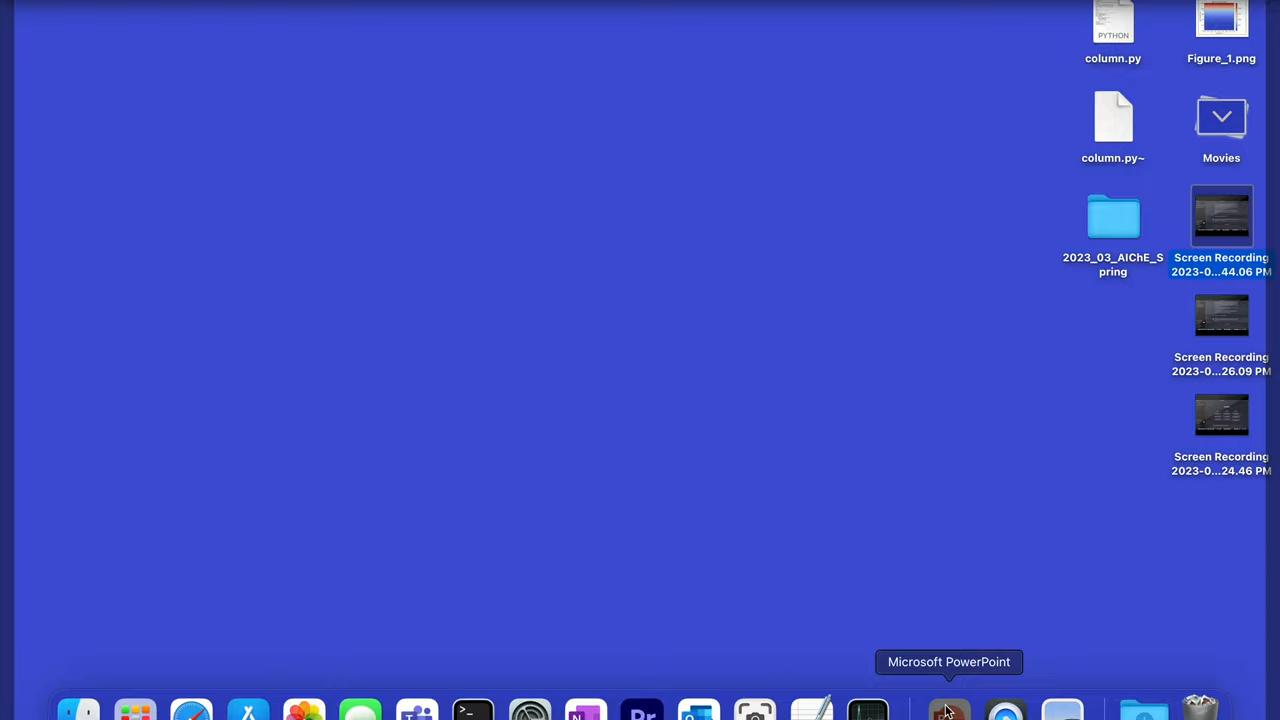 PYTHON
column.py
Figure_1.png
column.py~
Movies
2023_03_AIChE_S
pring
Screen Recording
2023-0...44.06 PM
Screen Recording
2023-0...26.09 PM
Screen Recording
2023-0...24.46 PM
Microsoft PowerPoint
>_
N
Pr